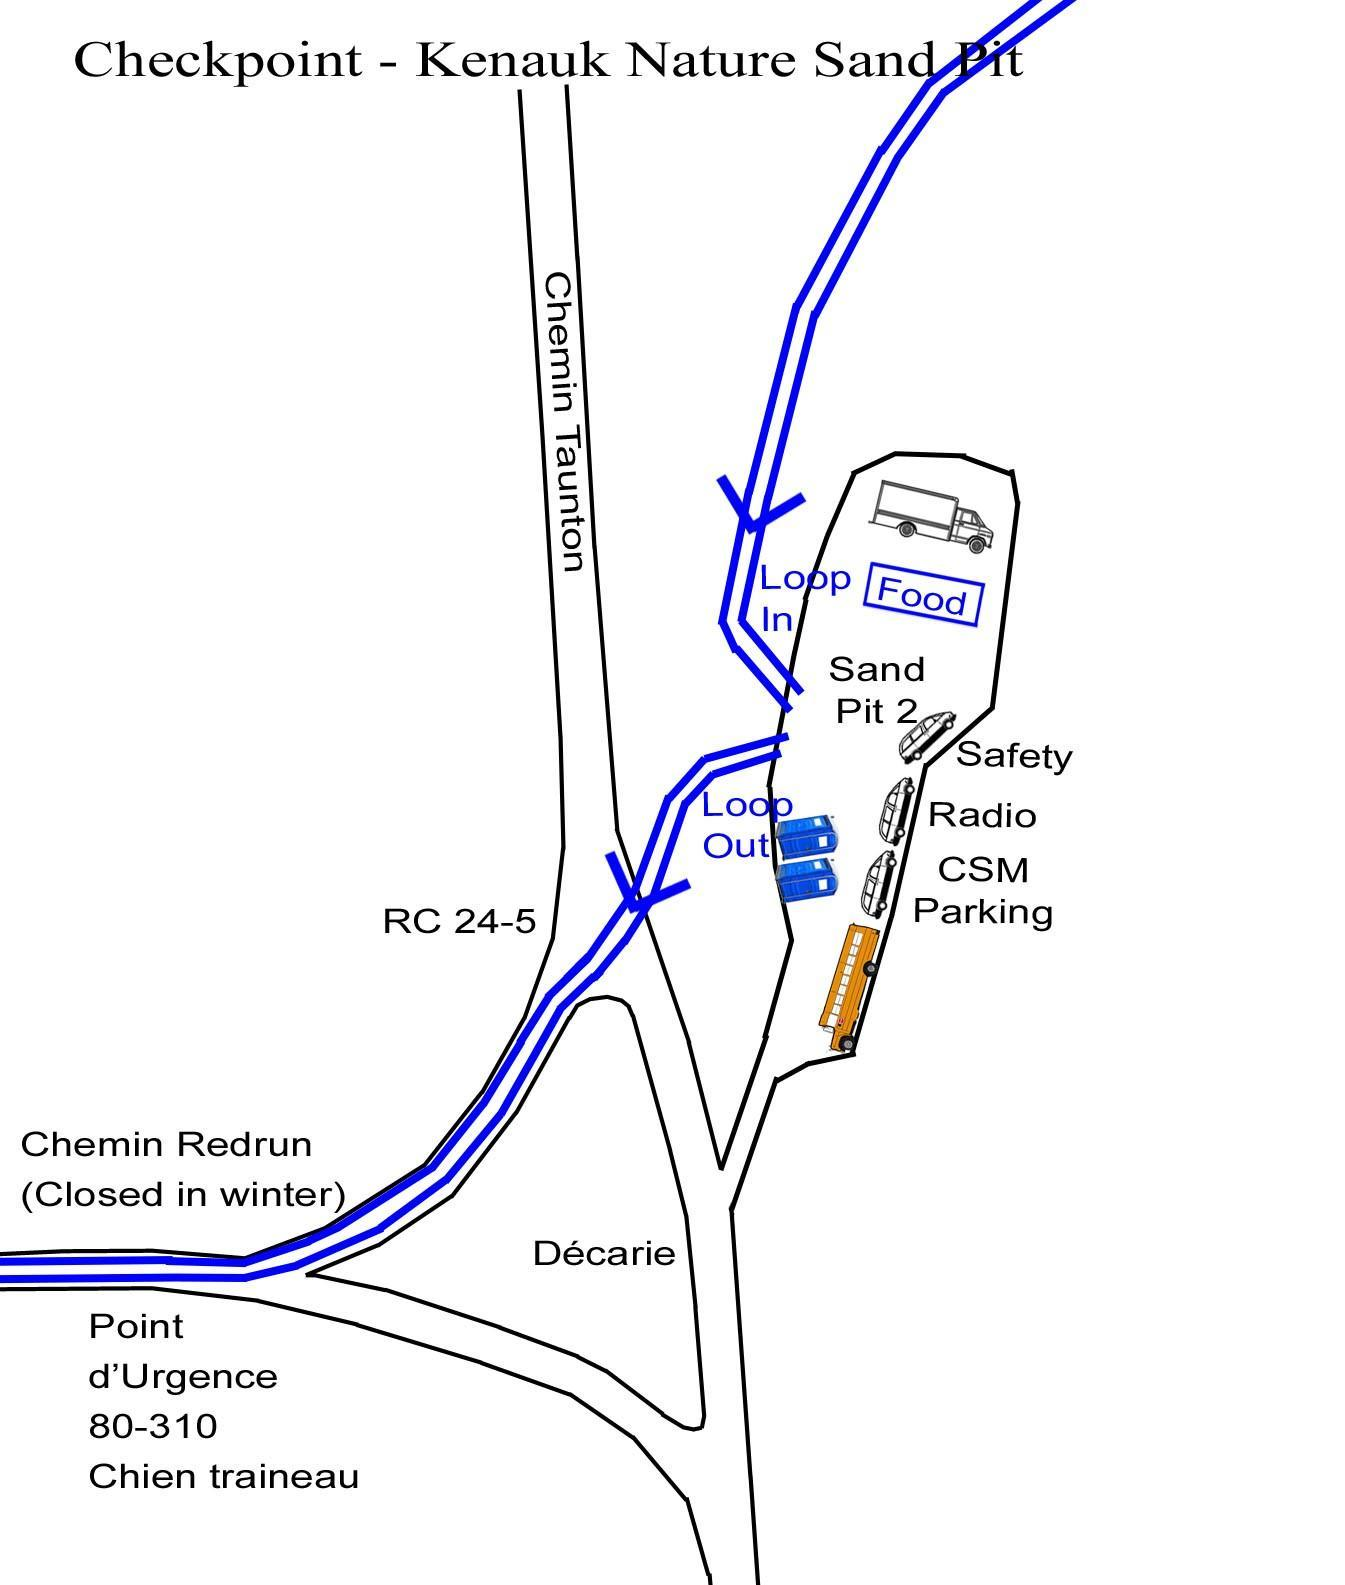 Checkpoint - Kenauk Nature Sand Pit
Chemin Taunton
Loop
In
Food
Sand
Pit 2
Safety
Loop
Out
Radio
CSM
Parking
RC 24-5
Chemin Redrun
(Closed in winter)
Décarie
Point
d’Urgence
80-310
Chien traineau